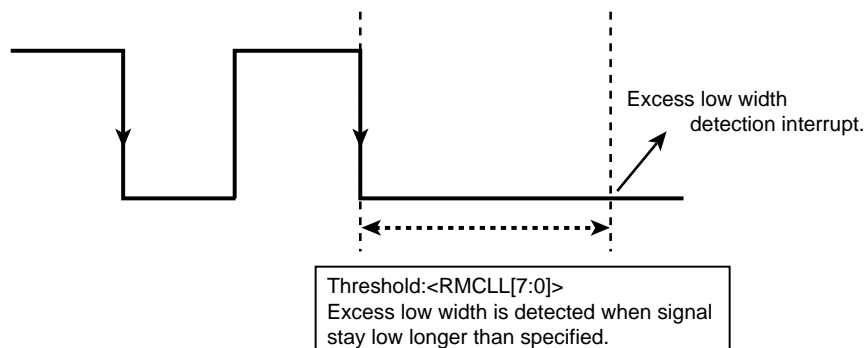 Excess low width
detection interrupt.
Threshold:<RMCLL[7:0]>
Excess low width is detected when signal
stay low longer than specified.